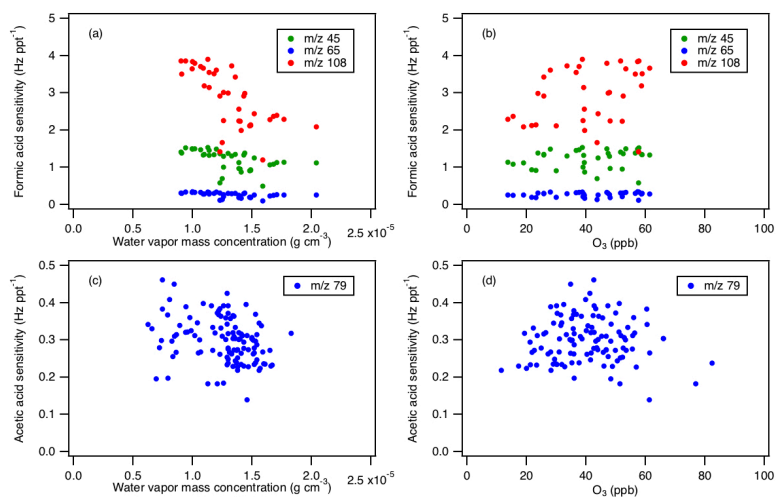 5
4
3
2
1
0
Formic acid sensitivity (Hz ppt⁻¹)
(a)
m/z 45
m/z 65
m/z 108
0.0
0.5
1.0
1.5
2.0
2.5 x10⁻⁵
Water vapor mass concentration (g cm⁻³)
5
4
3
2
1
0
Formic acid sensitivity (Hz ppt⁻¹)
(b)
m/z 45
m/z 65
m/z 108
0
20
40
60
80
100
O₃ (ppb)
0.5
0.4
0.3
0.2
0.1
0.0
Acetic acid sensitivity (Hz ppt⁻¹)
(c)
m/z 79
0.0
0.5
1.0
1.5
2.0
2.5 x10⁻⁵
Water vapor mass concentration (g cm⁻³)
0.5
0.4
0.3
0.2
0.1
0.0
Acetic acid sensitivity (Hz ppt⁻¹)
(d)
m/z 79
0
20
40
60
80
100
O₃ (ppb)